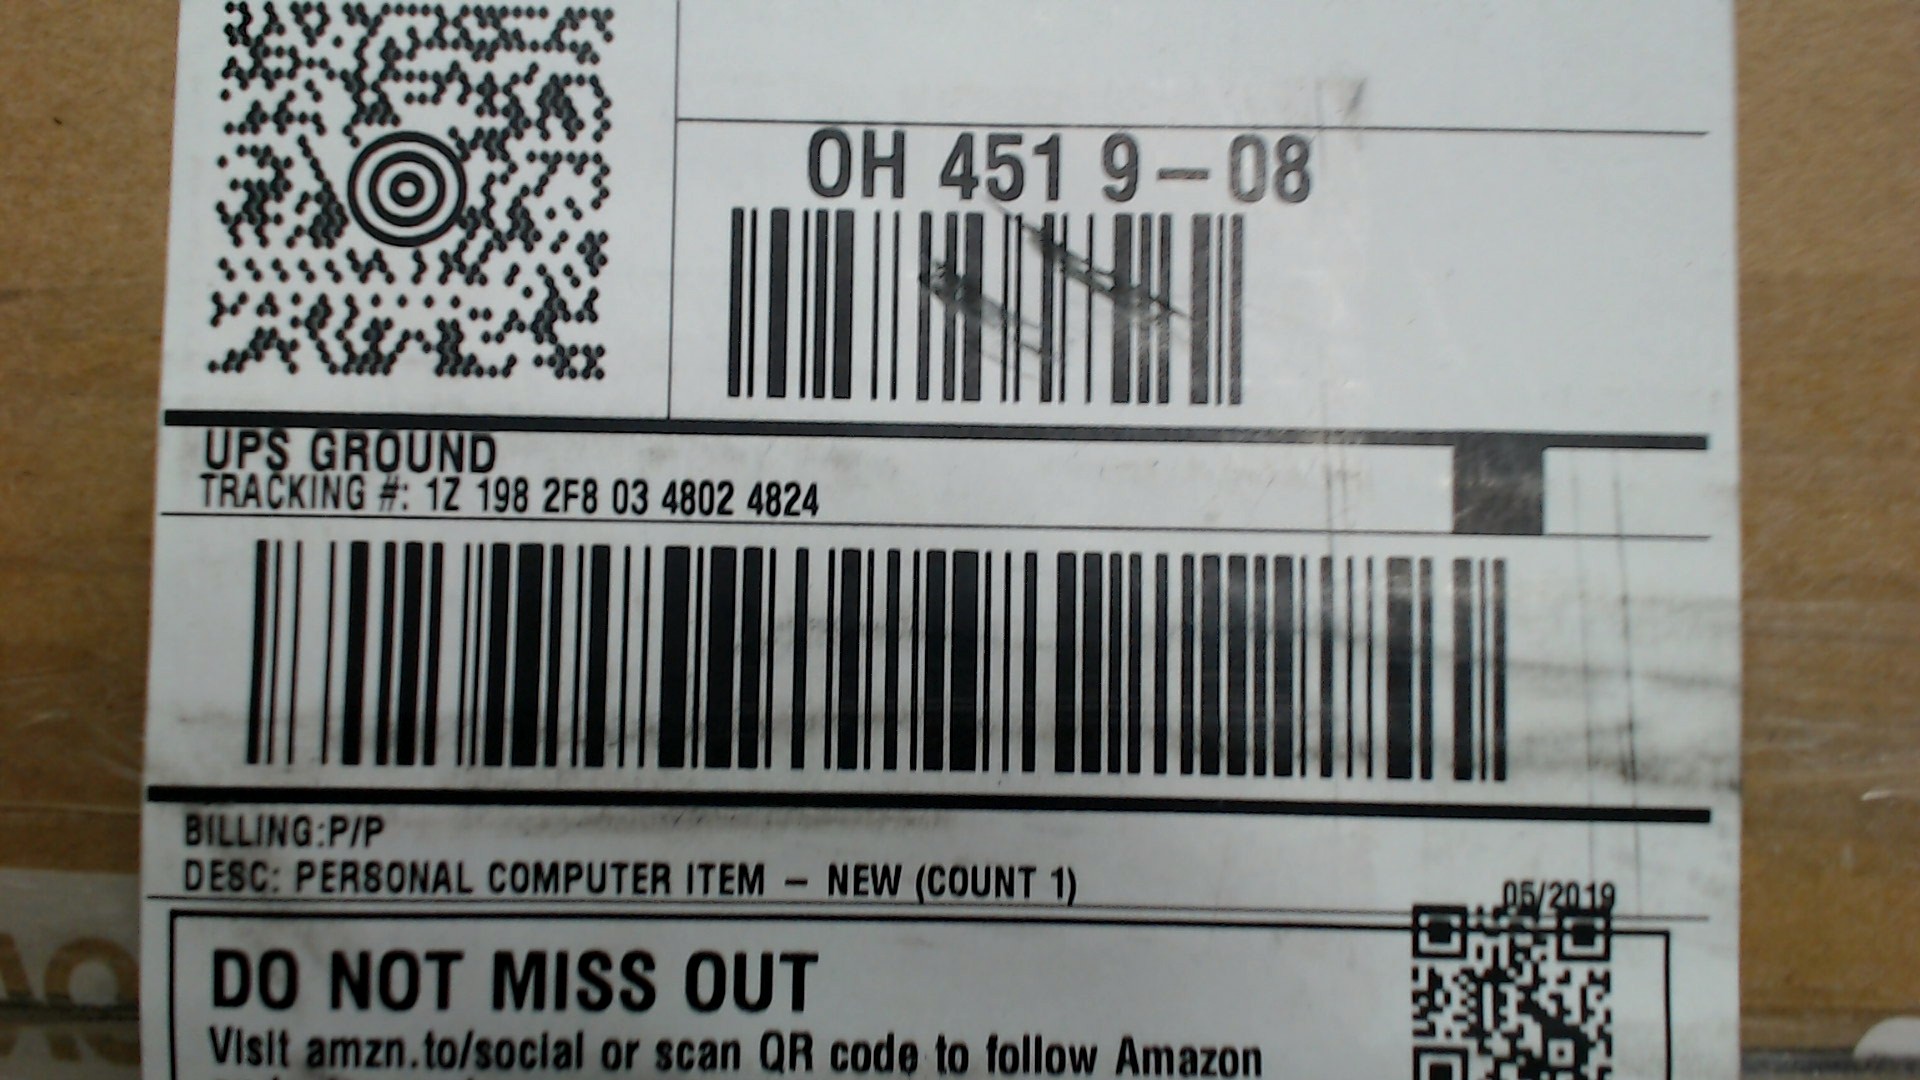 OH 451 9-08
UPS GROUND
TRACKING #: 1Z 198 2F8 03 4802 4824
BILLING:P/P
DESC: PERSONAL COMPUTER ITEM - NEW (COUNT 1)
05/2019
DO NOT MISS OUT
Visit amzn.to/social or scan QR code to follow Amazon